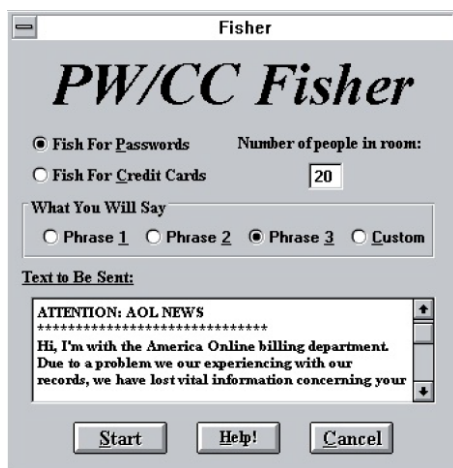 Fisher
PW/CC Fisher
Fish For Passwords
Number of people in room:
Fish For Credit Cards
20
What You Will Say
Phrase 1 Phrase 2 Phrase 3 Custom
Text to Be Sent:
ATTENTION: AOL NEWS
******************************
Hi, I'm with the America Online billing department.
Due to a problem we our experiencing with our
records, we have lost vital information concerning your
Start Help! Cancel